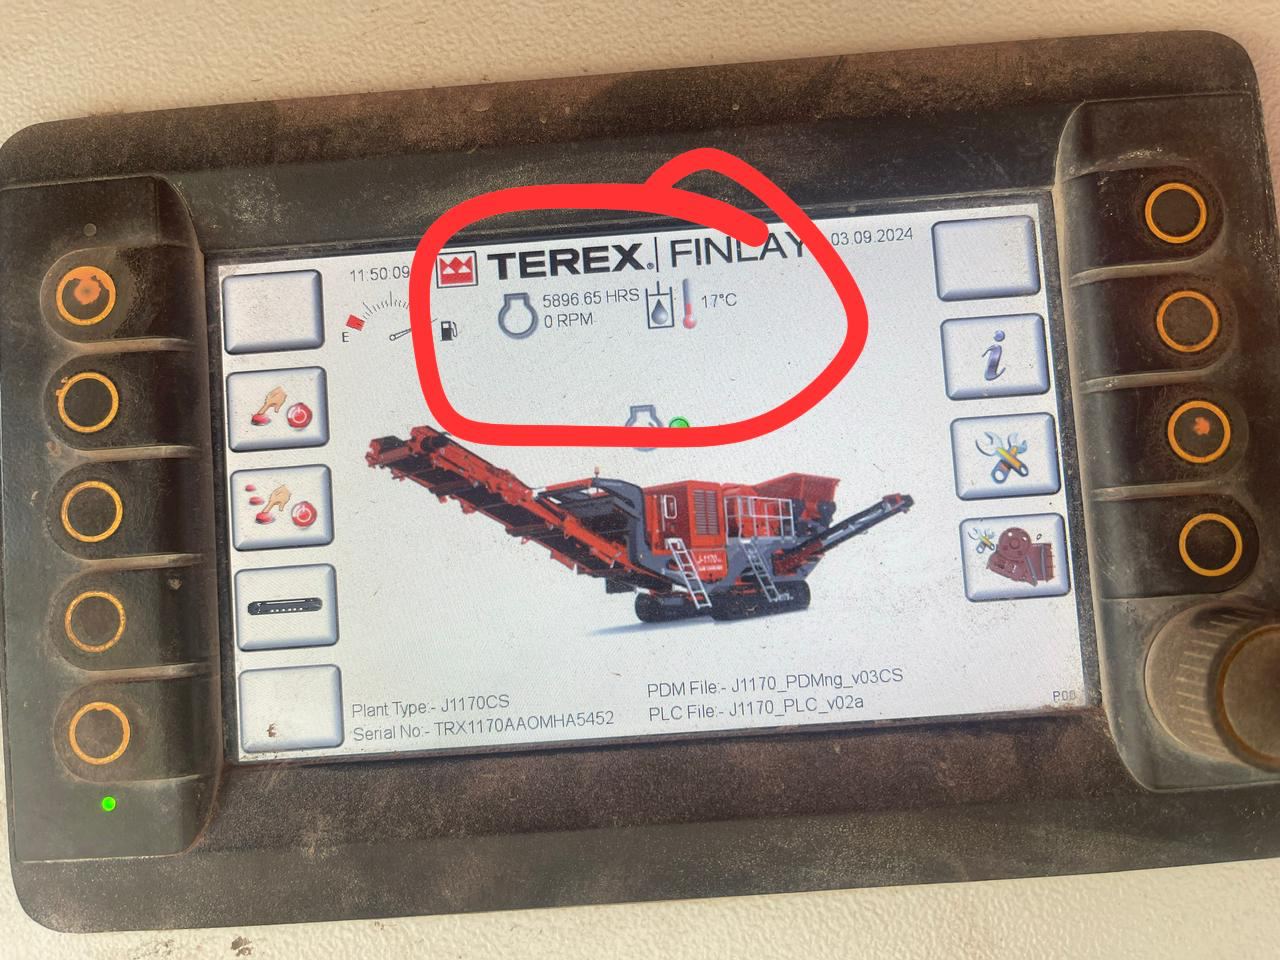 11:50:09
TEREX® | FINLAY
03.09.2024
5896.65 HRS
17°C
0 RPM
E
J-1170
Plant Type:- J1170CS
Serial No:- TRX1170AAOMHA5452
PDM File:- J1170_PDMng_v03CS
PLC File:- J1170_PLC_v02a